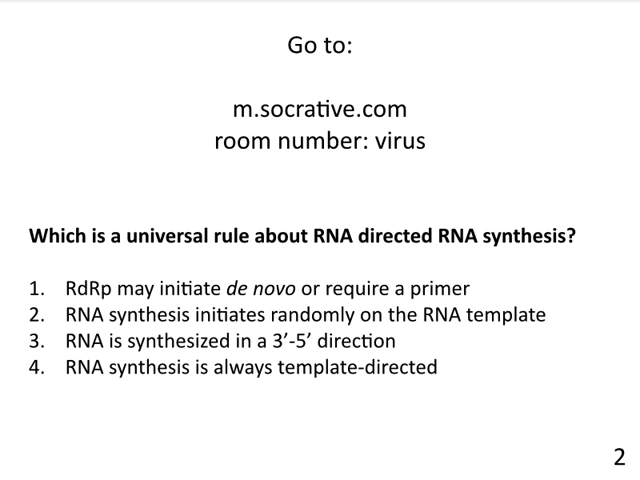 Go to:
m.socrative.com
room number: virus
Which is a universal rule about RNA directed RNA synthesis?
1. RdRp may initiate de novo or require a primer
2. RNA synthesis initiates randomly on the RNA template
3. RNA is synthesized in a 3’-5’ direction
4. RNA synthesis is always template-directed
2